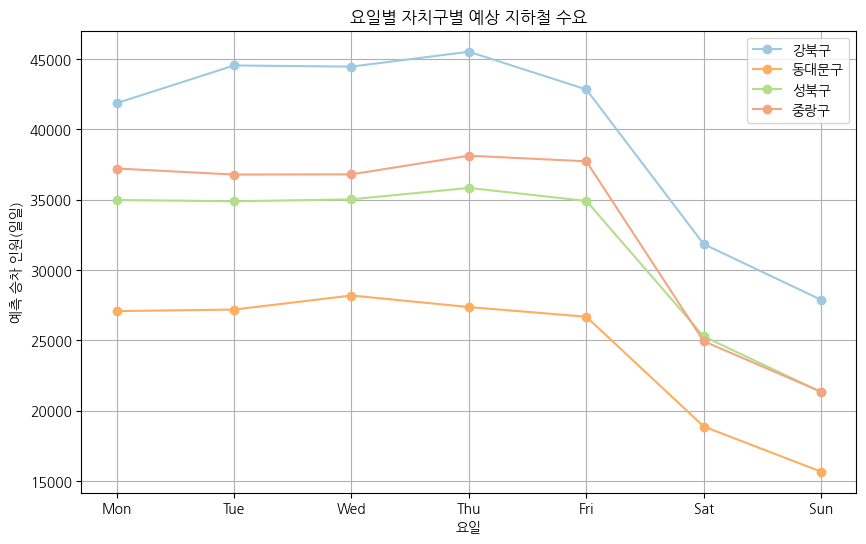 요일별 자치구별 예상 지하철 수요
강북구
동대문구
성북구
중랑구
예측 승차 인원(일일)
45000
40000
35000
30000
25000
20000
15000
Mon Tue Wed Thu Fri Sat Sun
요일